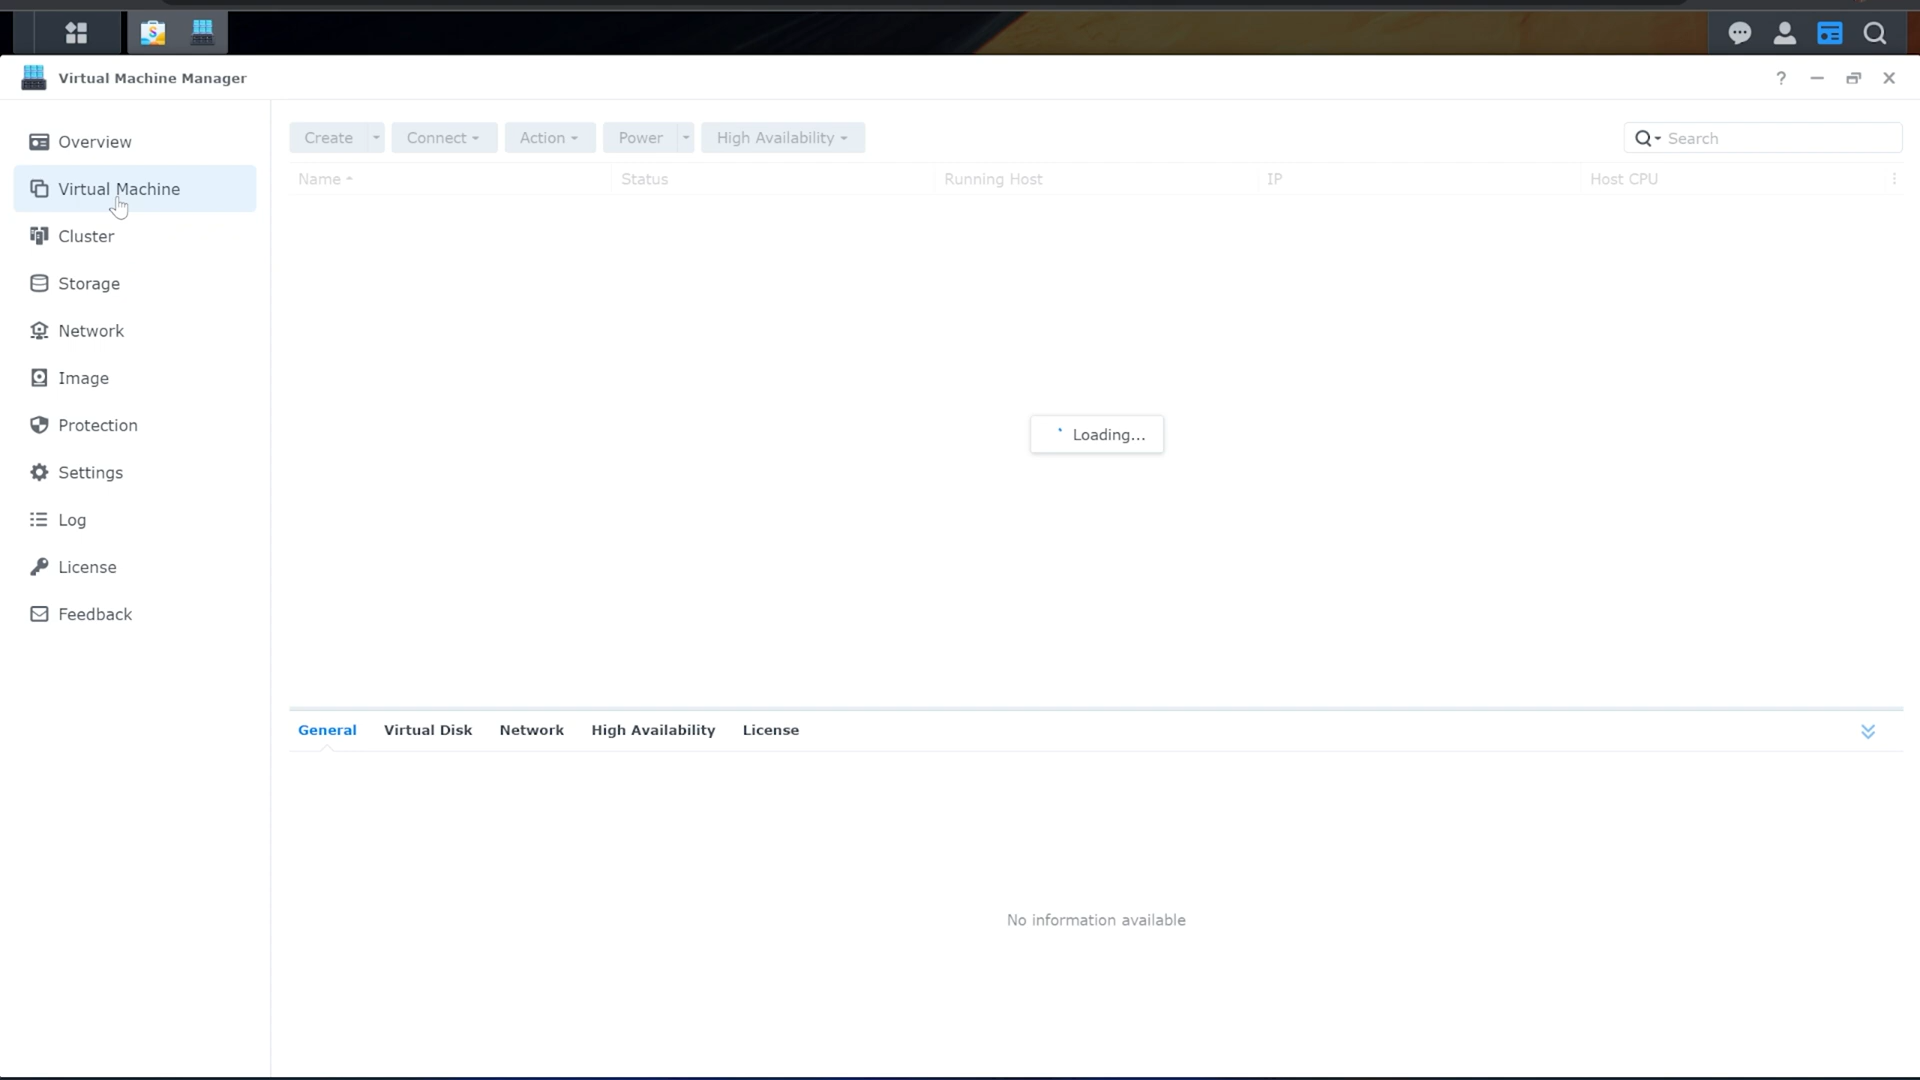 Virtual Machine Manager
?
Overview
Virtual Machine
Cluster
Storage
Network
Image
Protection
Settings
Log
License
Feedback
Create Connect Action Power High Availability Search
Name Status Running Host IP Host CPU
Loading...
General Virtual Disk Network High Availability License
No information available